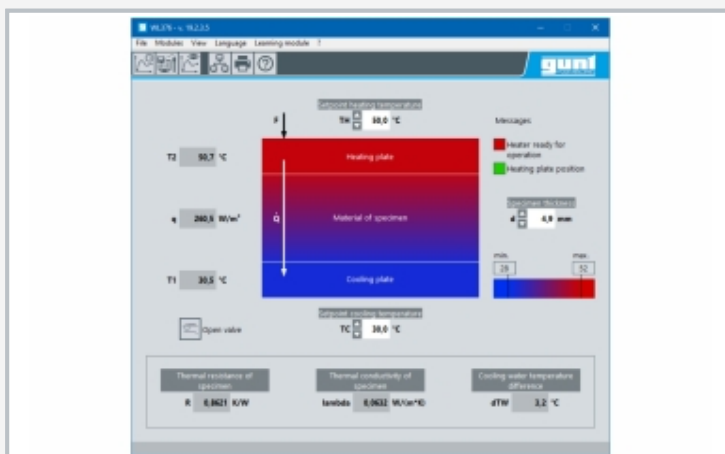 WL376 - v. 19.2.3.5
File Modules View Language Learning module ?
gunt
Setpoint heating temperature
F
TH 50,0 °C
Messages
T2 50,7 °C
Heating plate
Heater ready for
operation
Heating plate position
Specimen thickness
q 260,5 W/m²
Q̇
Material of specimen
d 4,9 mm
min. max.
28 52
T1 30,5 °C
Cooling plate
Setpoint cooling temperature
Open valve
TC 30,0 °C
Thermal resistance of
specimen
Thermal conductivity of
specimen
Cooling water temperature
difference
R 0,0621 K/W
lambda 0,0632 W/(m*K)
dTW 3,2 °C